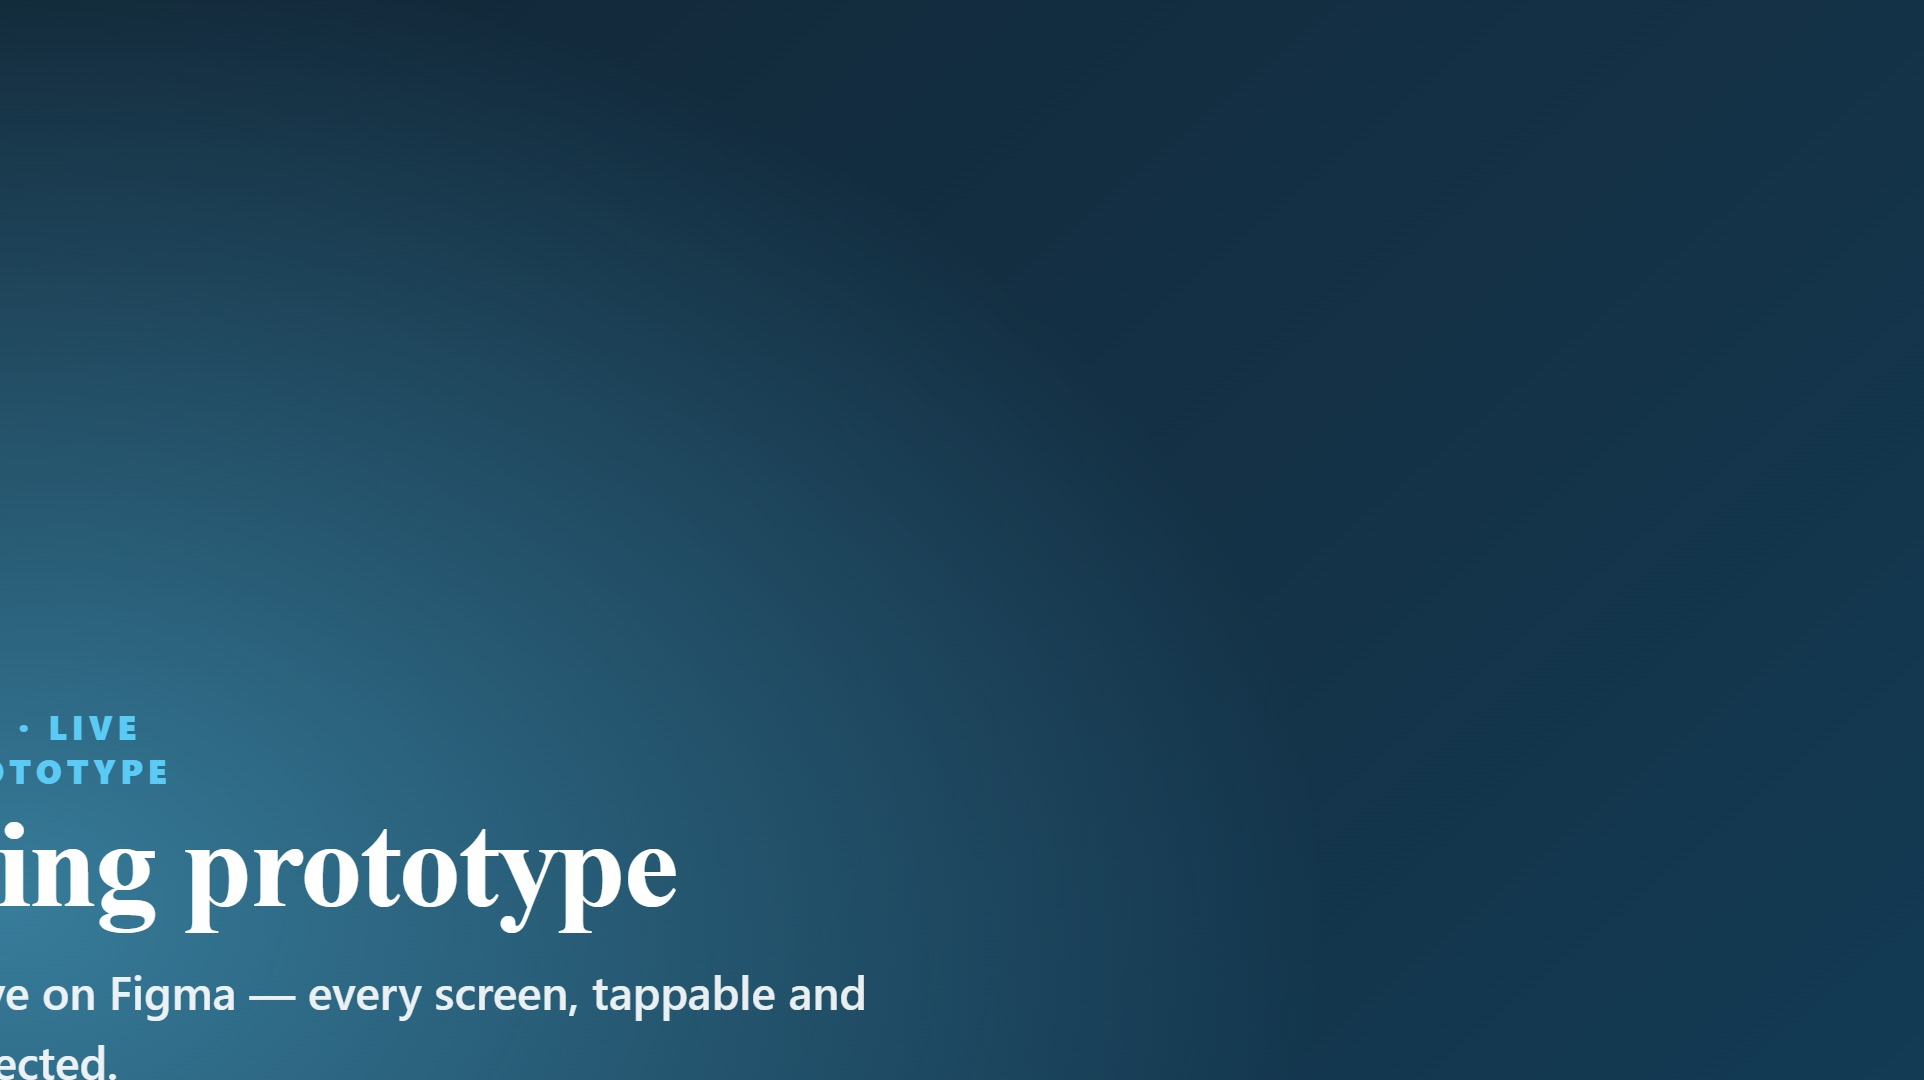 · LIVE
OTOTYPE
ing prototype
ve on Figma — every screen, tappable and
ected.